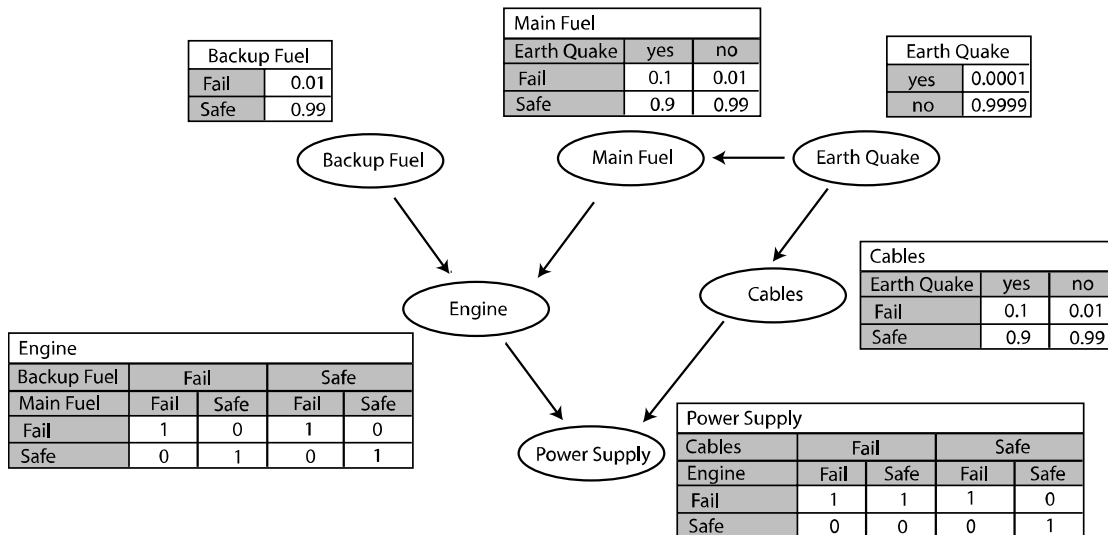 Backup Fuel
Fail 0.01
Safe 0.99
Main Fuel
Earth Quake yes no
Fail 0.1 0.01
Safe 0.9 0.99
Earth Quake
yes 0.0001
no 0.9999
Backup Fuel
Main Fuel
Earth Quake
Engine
Cables
Cables
Earth Quake yes no
Fail 0.1 0.01
Safe 0.9 0.99
Engine
Backup Fuel Fail Safe
Main Fuel Fail Safe Fail Safe
Fail 1 0 1 0
Safe 0 1 0 1
Power Supply
Power Supply
Cables Fail Safe
Engine Fail Safe Fail Safe
Fail 1 1 1 0
Safe 0 0 0 1